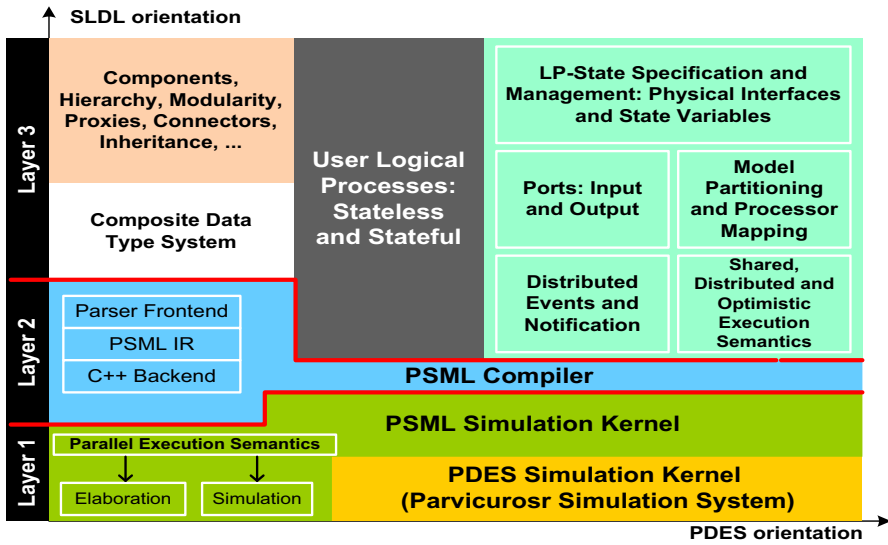 SLDL orientation
Layer 3
Components,
Hierarchy, Modularity,
Proxies, Connectors,
Inheritance, ...
Composite Data
Type System
User Logical
Processes:
Stateless
and Stateful
LP-State Specification and
Management: Physical Interfaces
and State Variables
Ports: Input
and Output
Model
Partitioning
and Processor
Mapping
Distributed
Events and
Notification
Shared,
Distributed and
Optimistic
Execution
Semantics
Layer 2
Parser Frontend
PSML IR
C++ Backend
PSML Compiler
Layer 1
PSML Simulation Kernel
Parallel Execution Semantics
Elaboration
Simulation
PDES Simulation Kernel
(Parvicurosr Simulation System)
PDES orientation